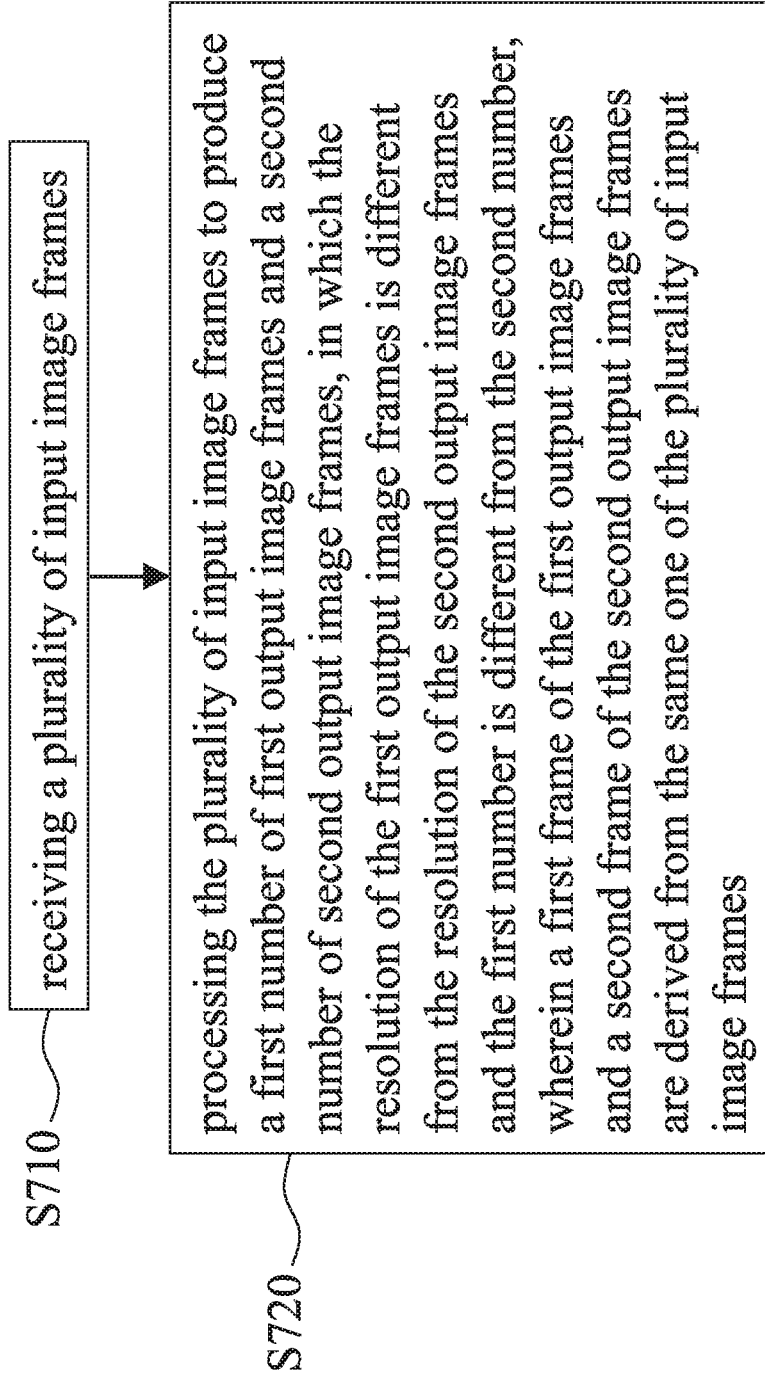 S710
receiving a plurality of input image frames
S720
processing the plurality of input image frames to produce
a first number of first output image frames and a second
number of second output image frames, in which the
resolution of the first output image frames is different
from the resolution of the second output image frames
and the first number is different from the second number,
wherein a first frame of the first output image frames
and a second frame of the second output image frames
are derived from the same one of the plurality of input
image frames